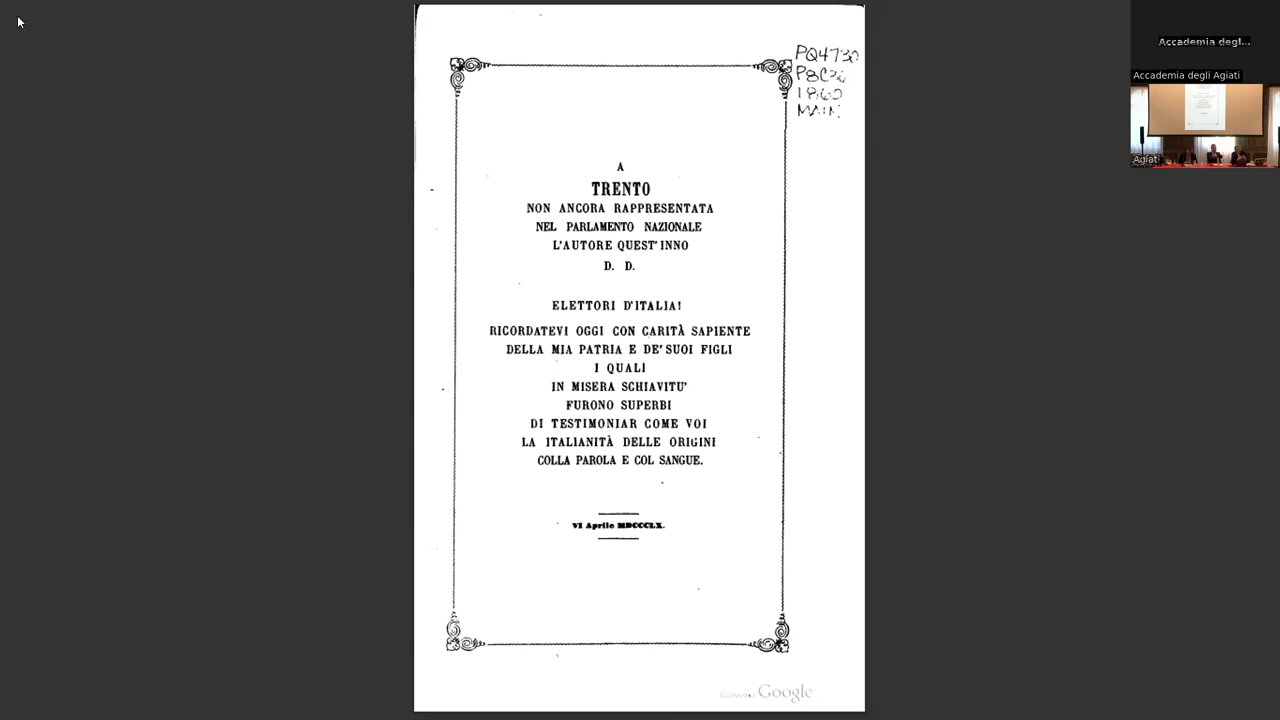 A
TRENTO
NON ANCORA RAPPRESENTATA
NEL PARLAMENTO NAZIONALE
L'AUTORE QUEST'INNO
D. D.
ELETTORI D'ITALIA!
RICORDATEVI OGGI CON CARITÀ SAPIENTE
DELLA MIA PATRIA E DE' SUOI FIGLI
I QUALI
IN MISERA SCHIAVITU'
FURONO SUPERBI
DI TESTIMONIAR COME VOI
LA ITALIANITÀ DELLE ORIGINI
COLLA PAROLA E COL SANGUE.
VI Aprile MDCCCLX.
PQ4730
1860
MAIN
Google
Accademia degl...
Accademia degli Agiati
Agiati